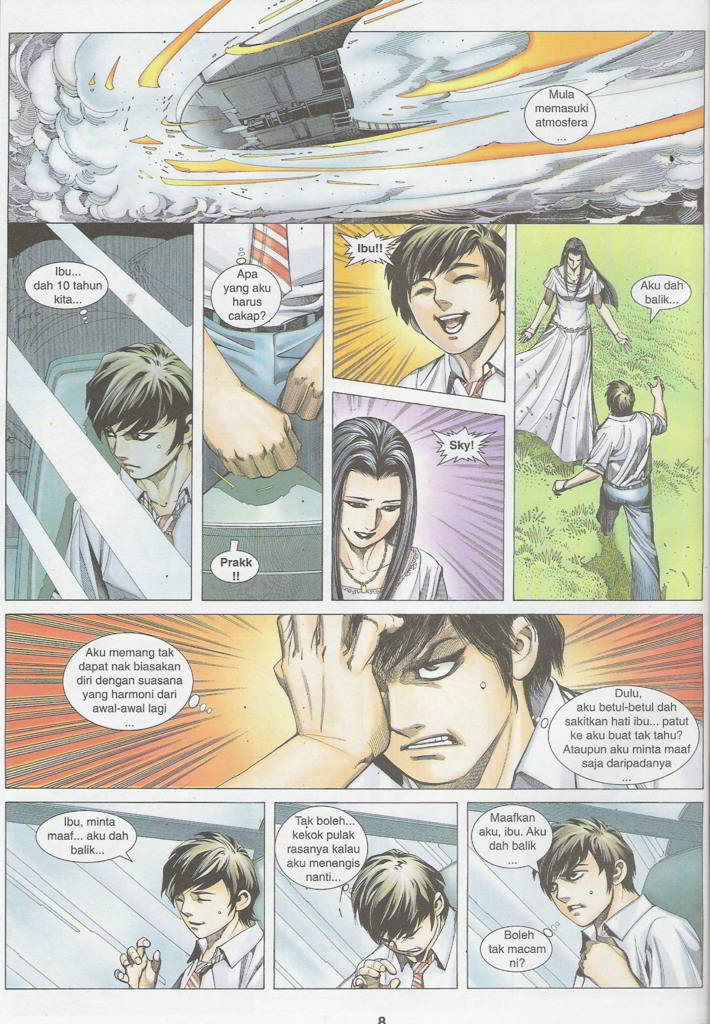 Mula
memasuki
atmosfera
...
Ibu...
dah 10 tahun
kita...
Apa
yang aku
harus
cakap?
Prakk
!!
Ibu!!
Sky!
Aku dah
balik...
Aku memang tak
dapat nak biasakan
diri dengan suasana
yang harmoni dari
awal-awal lagi
...
Dulu,
aku betul-betul dah
sakitkan hati ibu... patut
ke aku buat tak tahu?
Ataupun aku minta maaf
saja daripadanya
...
Ibu, minta
maaf... aku dah
balik...
Tak boleh...
kekok pulak
rasanya kalau
aku menengis
nanti...
Maafkan
aku, ibu. Aku
dah balik
...
Boleh
tak macam
ni?
8